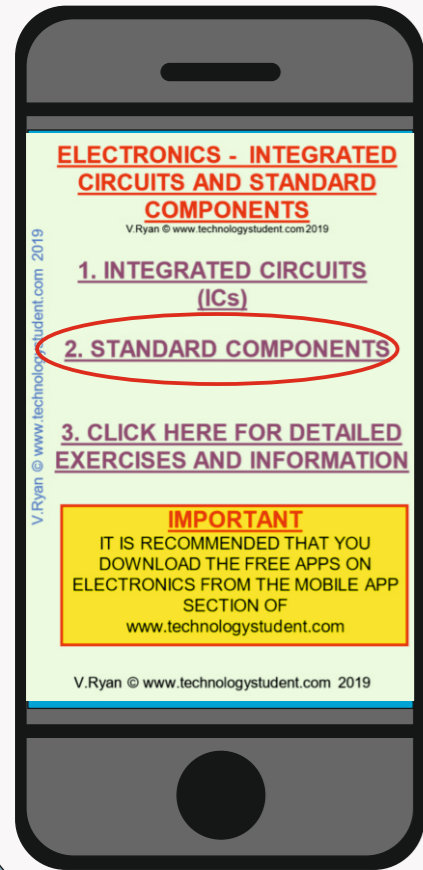 ELECTRONICS - INTEGRATED
CIRCUITS AND STANDARD
COMPONENTS
V.Ryan © www.technologystudent.com 2019
1. INTEGRATED CIRCUITS
(ICs)
2. STANDARD COMPONENTS
3. CLICK HERE FOR DETAILED
EXERCISES AND INFORMATION
IMPORTANT
IT IS RECOMMENDED THAT YOU
DOWNLOAD THE FREE APPS ON
ELECTRONICS FROM THE MOBILE APP
SECTION OF
www.technologystudent.com
V.Ryan © www.technologystudent.com 2019
V.Ryan © www.technologystudent.com 2019